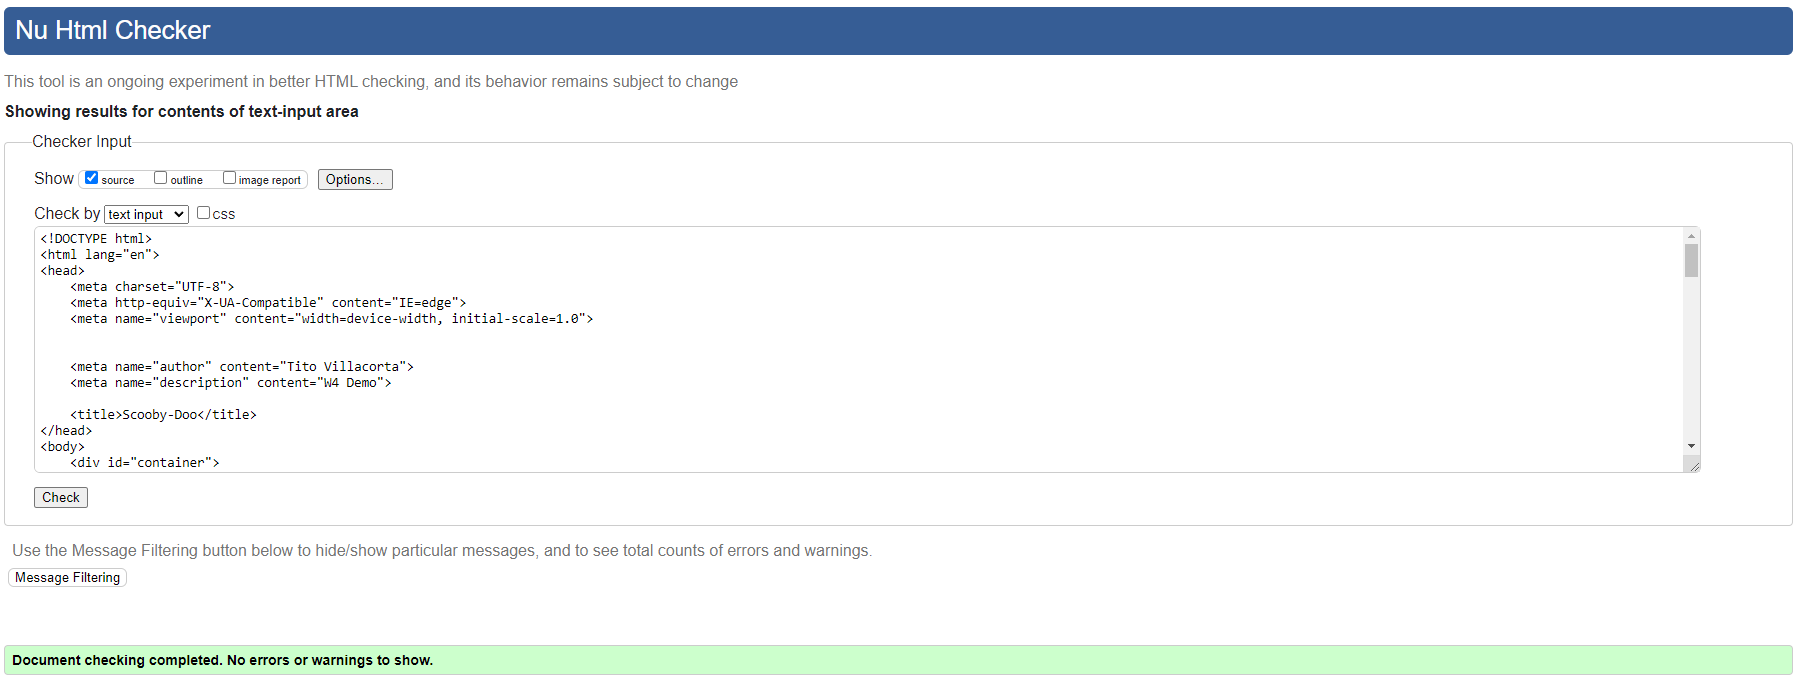 Nu Html Checker
This tool is an ongoing experiment in better HTML checking, and its behavior remains subject to change
Showing results for contents of text-input area
Checker Input
Show source outline image report Options...
Check by text input css
<!DOCTYPE html>
<html lang="en">
<head>
    <meta charset="UTF-8">
    <meta http-equiv="X-UA-Compatible" content="IE=edge">
    <meta name="viewport" content="width=device-width, initial-scale=1.0">
    <meta name="author" content="Tito Villacorta">
    <meta name="description" content="W4 Demo">
    <title>Scooby-Doo</title>
</head>
<body>
    <div id="container">
Check
Use the Message Filtering button below to hide/show particular messages, and to see total counts of errors and warnings.
Message Filtering
Document checking completed. No errors or warnings to show.